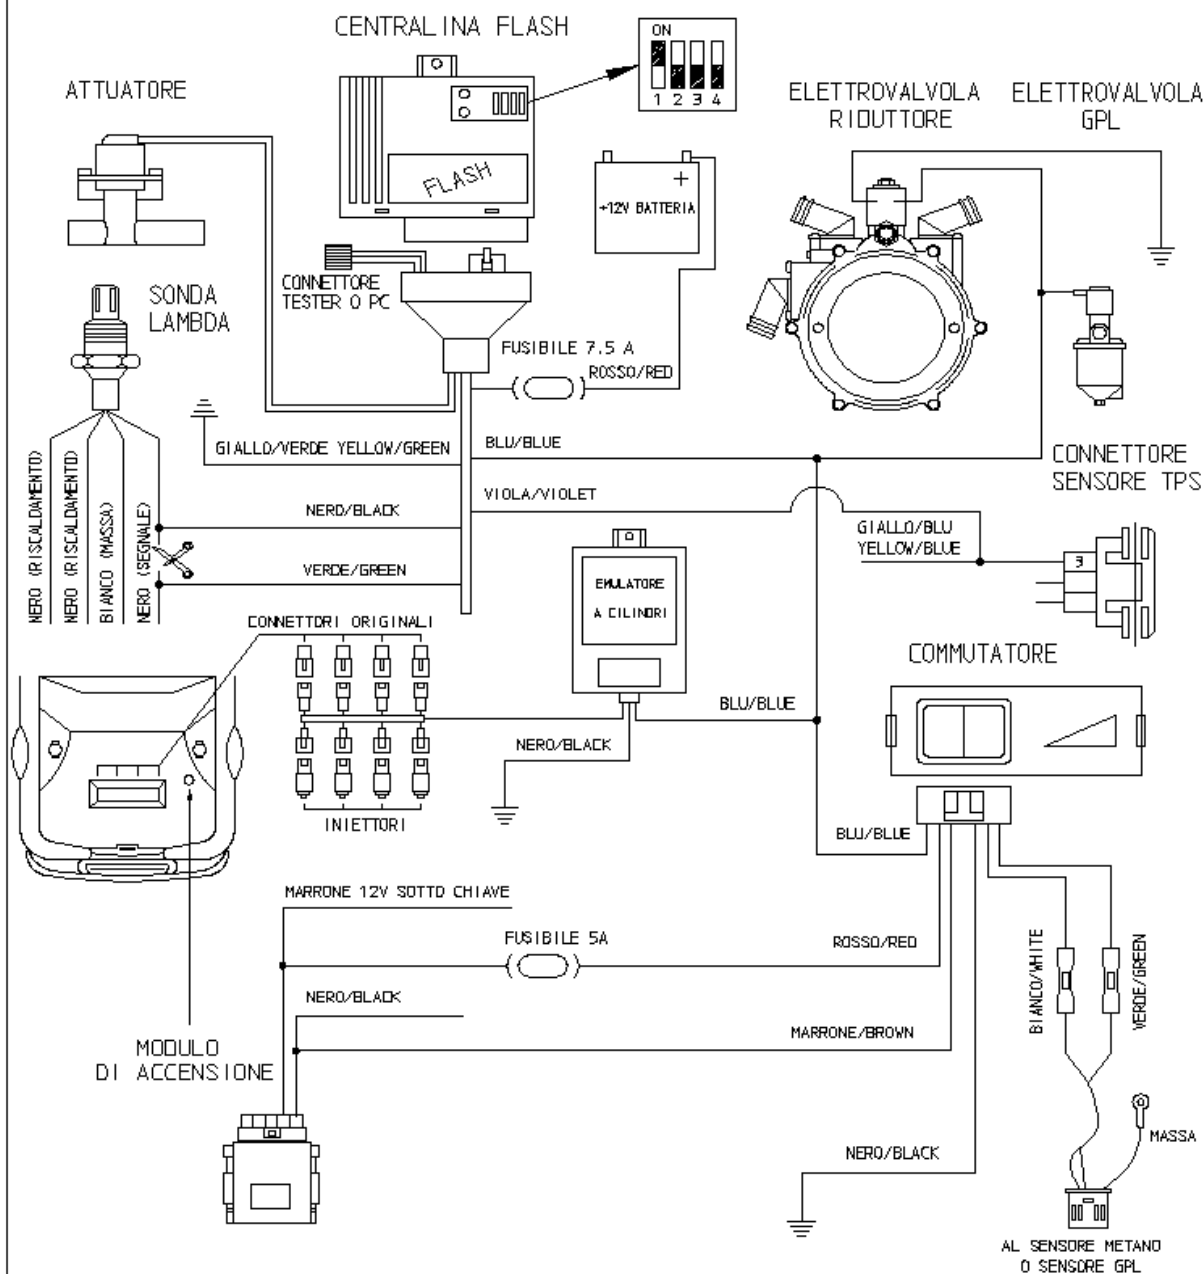 CENTRALINA FLASH
ON
1 2 3 4
ATTUATORE
ELETTROVALVOLA
RIDUTTORE
ELETTROVALVOLA
GPL
FLASH
+
+12V BATTERIA
CONNETTORE
TESTER O PC
SONDA
LAMBDA
FUSIBILE 7.5 A
ROSSO/RED
GIALLO/VERDE YELLOW/GREEN
BLU/BLUE
CONNETTORE
SENSORE TPS
VIOLA/VIOLET
NERO/BLACK
GIALLO/BLU
YELLOW/BLUE
3
NERO (RISCALDAMENTO)
NERO (RISCALDAMENTO)
BIANCO (MASSA)
NERO (SEGNALE)
VERDE/GREEN
EMULATORE
A CILINDRI
CONNETTORI ORIGINALI
COMMUTATORE
BLU/BLUE
NERO/BLACK
INIETTORI
BLU/BLUE
MARRONE 12V SOTTO CHIAVE
FUSIBILE 5A
ROSSO/RED
BIANCO/WHITE
VERDE/GREEN
NERO/BLACK
MARRONE/BROWN
MODULO
DI ACCENSIONE
MASSA
NERO/BLACK
AL SENSORE METANO
O SENSORE GPL